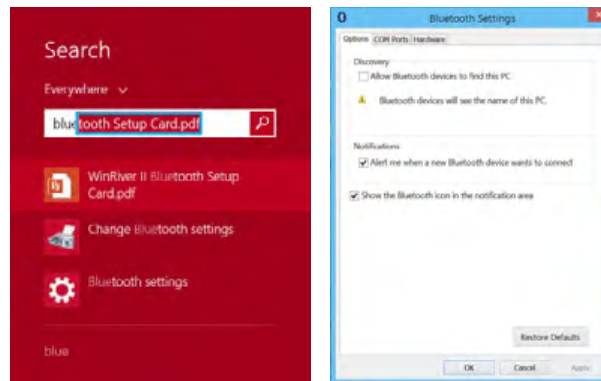 Search
Everywhere
bluetooth Setup Card.pdf
WinRiver II Bluetooth Setup
Card.pdf
Change Bluetooth settings
Bluetooth settings
blue
Bluetooth Settings
Options COM Ports Hardware
Discovery
Allow Bluetooth devices to find this PC
Bluetooth devices will see the name of this PC.
Notifications
Alert me when a new Bluetooth device wants to connect
Show the Bluetooth icon in the notification area
Restore Defaults
OK Cancel Apply